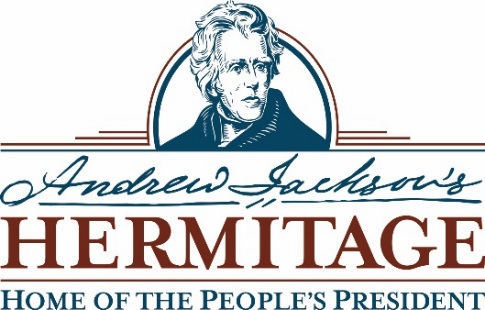 Andrew Jackson's
HERMITAGE
HOME OF THE PEOPLE'S PRESIDENT